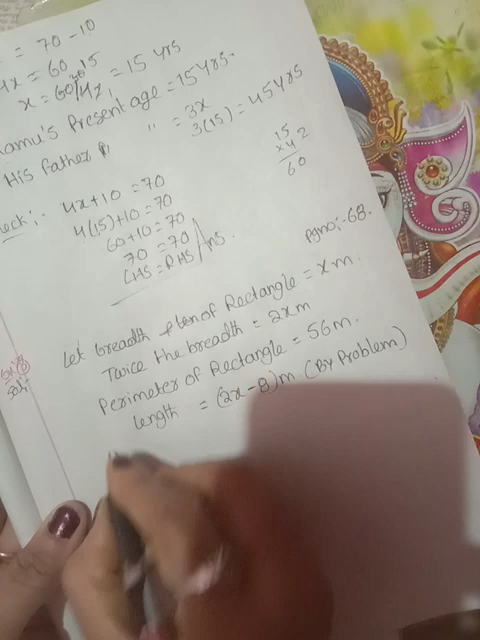 = 70 - 10
4x = 60
x = 60/4 = 15 yrs
Ramu's Present age = 15 yrs.
His Father " = 3x
3(15) = 45 yrs
15
x 4
60
Check :- 4x + 10 = 70
4(15) + 10 = 70
60 + 10 = 70
70 = 70
LHS = RHS Ans.
Pg no :- 68.
Let breadth of Rectangle = x m.
Twice the breadth = 2x m
Perimeter of Rectangle = 56 m.
length = (2x - 8) m (By Problem)